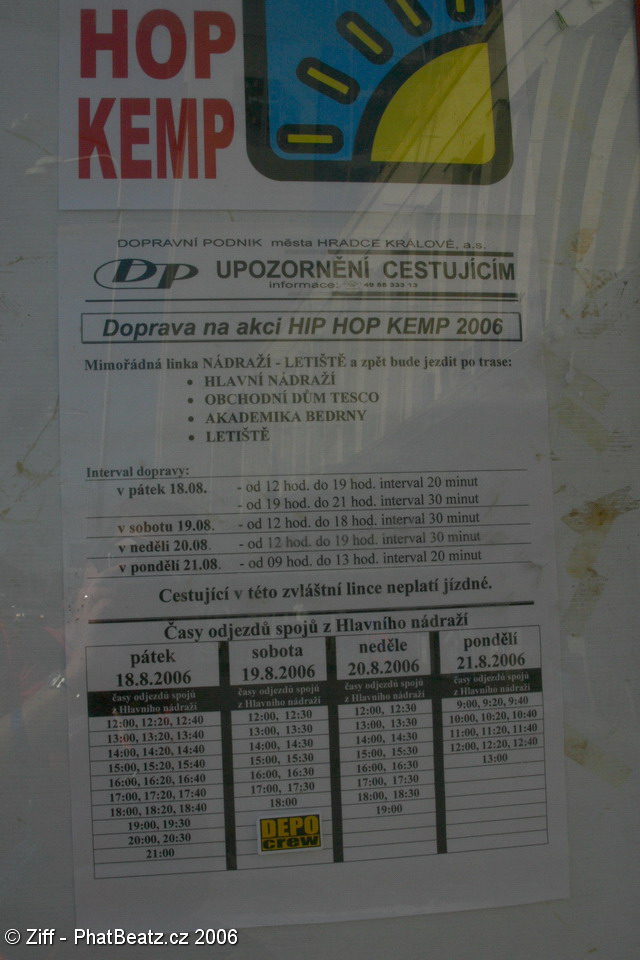 HOP
KEMP
DOPRAVNÍ PODNIK města HRADCE KRÁLOVÉ, a.s.
DP UPOZORNĚNÍ CESTUJÍCÍM
informace:
Doprava na akci HIP HOP KEMP 2006
Mimořádná linka NÁDRAŽÍ - LETIŠTĚ a zpět bude jezdit po trase:
• HLAVNÍ NÁDRAŽÍ
• OBCHODNÍ DŮM TESCO
• AKADEMIKA BEDRNY
• LETIŠTĚ
Interval dopravy:
v pátek 18.08. - od 12 hod. do 19 hod. interval 20 minut
- od 19 hod. do 21 hod. interval 30 minut
v sobotu 19.08. - od 12 hod. do 18 hod. interval 30 minut
v neděli 20.08. - od 12 hod. do 19 hod. interval 30 minut
v pondělí 21.08. - od 09 hod. do 13 hod. interval 20 minut
Cestující v této zvláštní lince neplatí jízdné.
Časy odjezdů spojů z Hlavního nádraží
pátek sobota neděle pondělí
18.8.2006 19.8.2006 20.8.2006 21.8.2006
časy odjezdů spojů časy odjezdů spojů časy odjezdů spojů časy odjezdů spojů
z Hlavního nádraží z Hlavního nádraží z Hlavního nádraží z Hlavního nádraží
12:00, 12:20, 12:40 12:00, 12:30 12:00, 12:30 9:00, 9:20, 9:40
13:00, 13:20, 13:40 13:00, 13:30 13:00, 13:30 10:00, 10:20, 10:40
14:00, 14:20, 14:40 14:00, 14:30 14:00, 14:30 11:00, 11:20, 11:40
15:00, 15:20, 15:40 15:00, 15:30 15:00, 15:30 12:00, 12:20, 12:40
16:00, 16:20, 16:40 16:00, 16:30 16:00, 16:30 13:00
17:00, 17:20, 17:40 17:00, 17:30 17:00, 17:30
18:00, 18:20, 18:40 18:00 18:00, 18:30
19:00, 19:30 19:00
20:00, 20:30
21:00
DEPO
crew
© Ziff - PhatBeatz.cz 2006